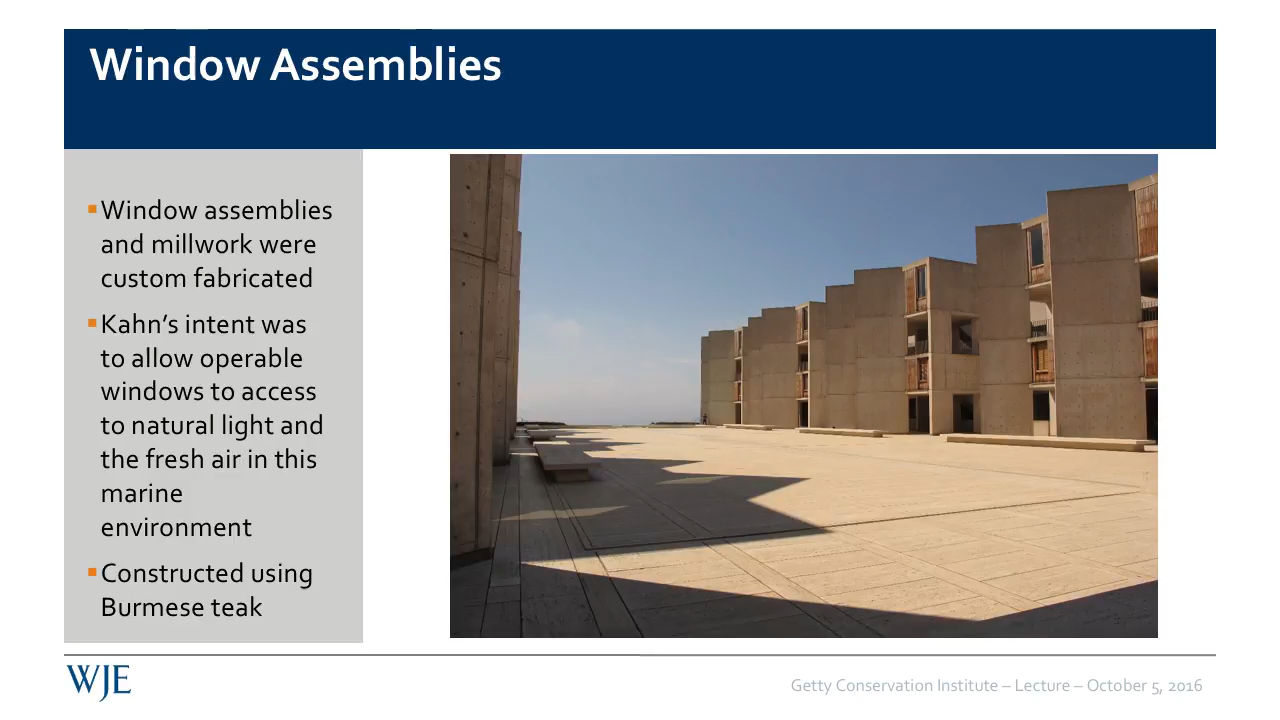 Window Assemblies
▪Window assemblies
and millwork were
custom fabricated
▪Kahn’s intent was
to allow operable
windows to access
to natural light and
the fresh air in this
marine
environment
▪Constructed using
Burmese teak
WJE
Getty Conservation Institute – Lecture – October 5, 2016